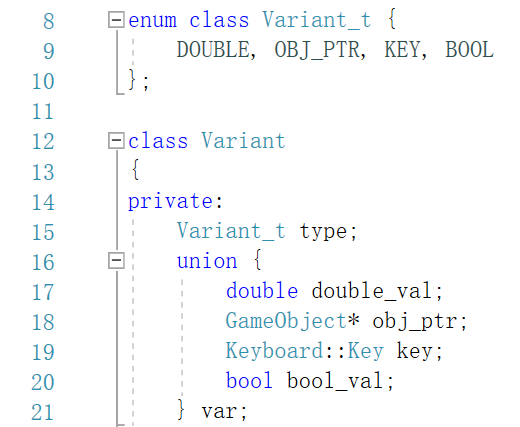 8 enum class Variant_t {
9 DOUBLE, OBJ_PTR, KEY, BOOL
10 };
11
12 class Variant
13 {
14 private:
15 Variant_t type;
16 union {
17 double double_val;
18 GameObject* obj_ptr;
19 Keyboard::Key key;
20 bool bool_val;
21 } var;